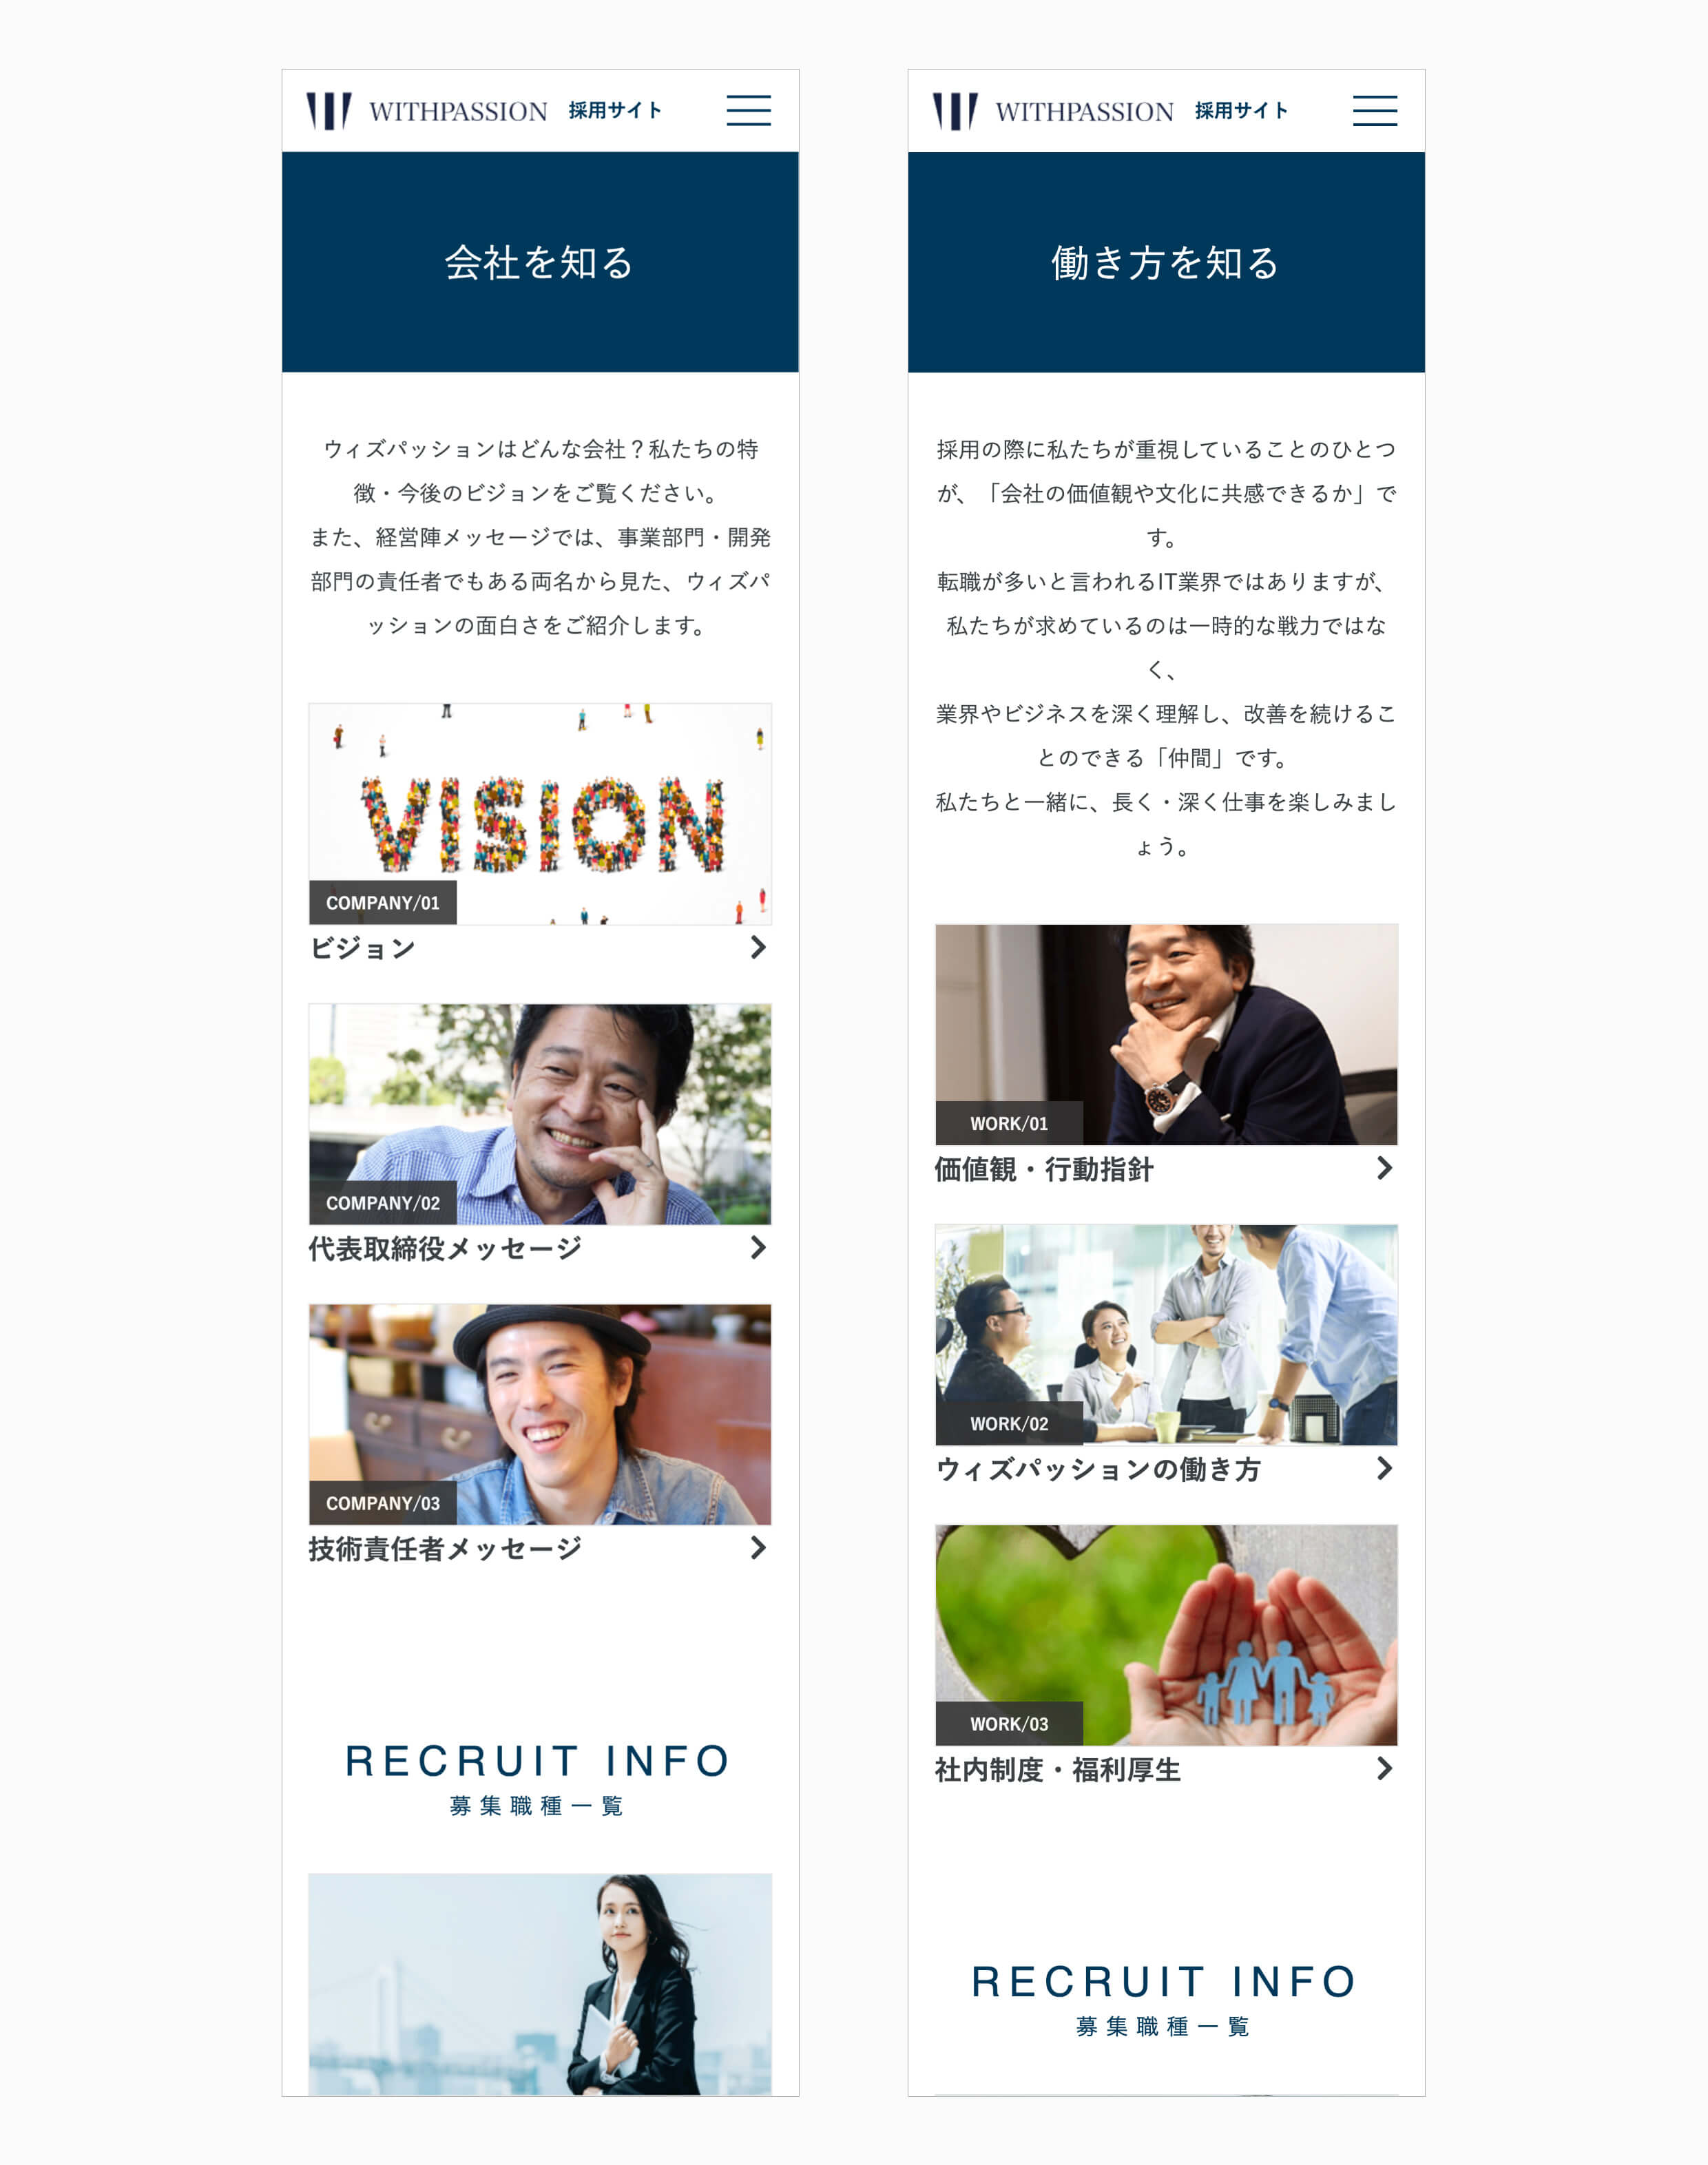 WITHPASSION 採用サイト
会社を知る
ウィズパッションはどんな会社？私たちの特
徴・今後のビジョンをご覧ください。
また、経営陣メッセージでは、事業部門・開発
部門の責任者でもある両名から見た、ウィズパ
ッションの面白さをご紹介します。
VISION
COMPANY/01
ビジョン
COMPANY/02
代表取締役メッセージ
COMPANY/03
技術責任者メッセージ
RECRUIT INFO
募集職種一覧
WITHPASSION 採用サイト
働き方を知る
採用の際に私たちが重視していることのひとつ
が、「会社の価値観や文化に共感できるか」で
す。
転職が多いと言われるIT業界ではありますが、
私たちが求めているのは一時的な戦力ではな
く、
業界やビジネスを深く理解し、改善を続けるこ
とのできる「仲間」です。
私たちと一緒に、長く・深く仕事を楽しみまし
ょう。
WORK/01
価値観・行動指針
WORK/02
ウィズパッションの働き方
WORK/03
社内制度・福利厚生
RECRUIT INFO
募集職種一覧